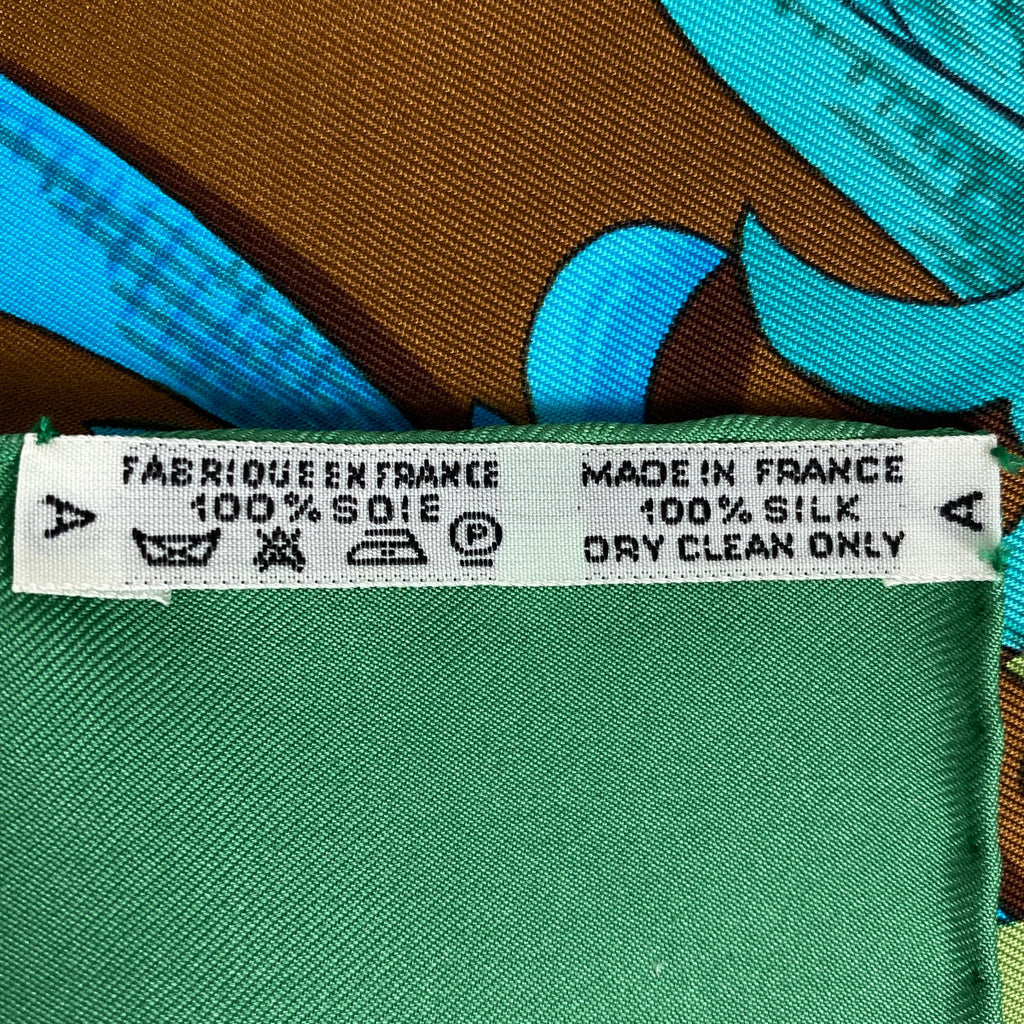 A
FABRIQUE EN FRANCE
100% SOIE
P
MADE IN FRANCE
100% SILK
DRY CLEAN ONLY
A